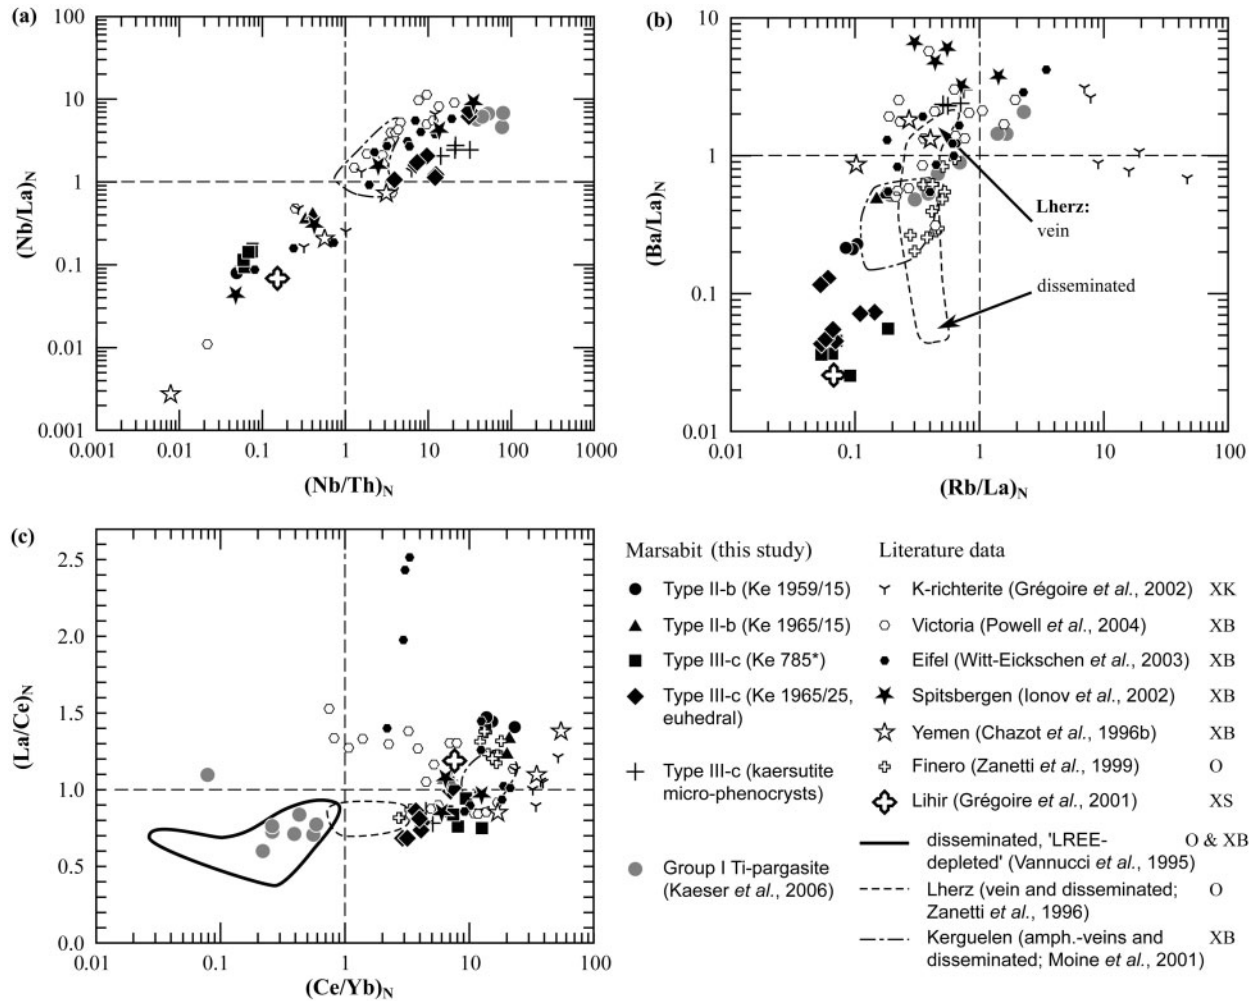 (a)
100
10
1
0.1
0.01
0.001
(Nb/La)N
0.001
0.01
0.1
1
10
100
1000
(Nb/Th)N
(b)
10
1
0.1
0.01
(Ba/La)N
Lherz:
vein
disseminated
0.01
0.1
1
10
100
(Rb/La)N
(c)
2.5
2.0
1.5
1.0
0.5
0.0
(La/Ce)N
0.01
0.1
1
10
100
(Ce/Yb)N
Marsabit (this study)
Type II-b (Ke 1959/15)
Type II-b (Ke 1965/15)
Type III-c (Ke 785*)
Type III-c (Ke 1965/25,
euhedral)
Type III-c (kaersutite
micro-phenocrysts)
Group I Ti-pargasite
(Kaeser et al., 2006)
Literature data
K-richterite (Grégoire et al., 2002) XK
Victoria (Powell et al., 2004) XB
Eifel (Witt-Eickschen et al., 2003) XB
Spitsbergen (Ionov et al., 2002) XB
Yemen (Chazot et al., 1996b) XB
Finero (Zanetti et al., 1999) O
Lihir (Grégoire et al., 2001) XS
disseminated, 'LREE- O & XB
depleted' (Vannucci et al., 1995)
Lherz (vein and disseminated; O
Zanetti et al., 1996)
Kerguelen (amph.-veins and XB
disseminated; Moine et al., 2001)